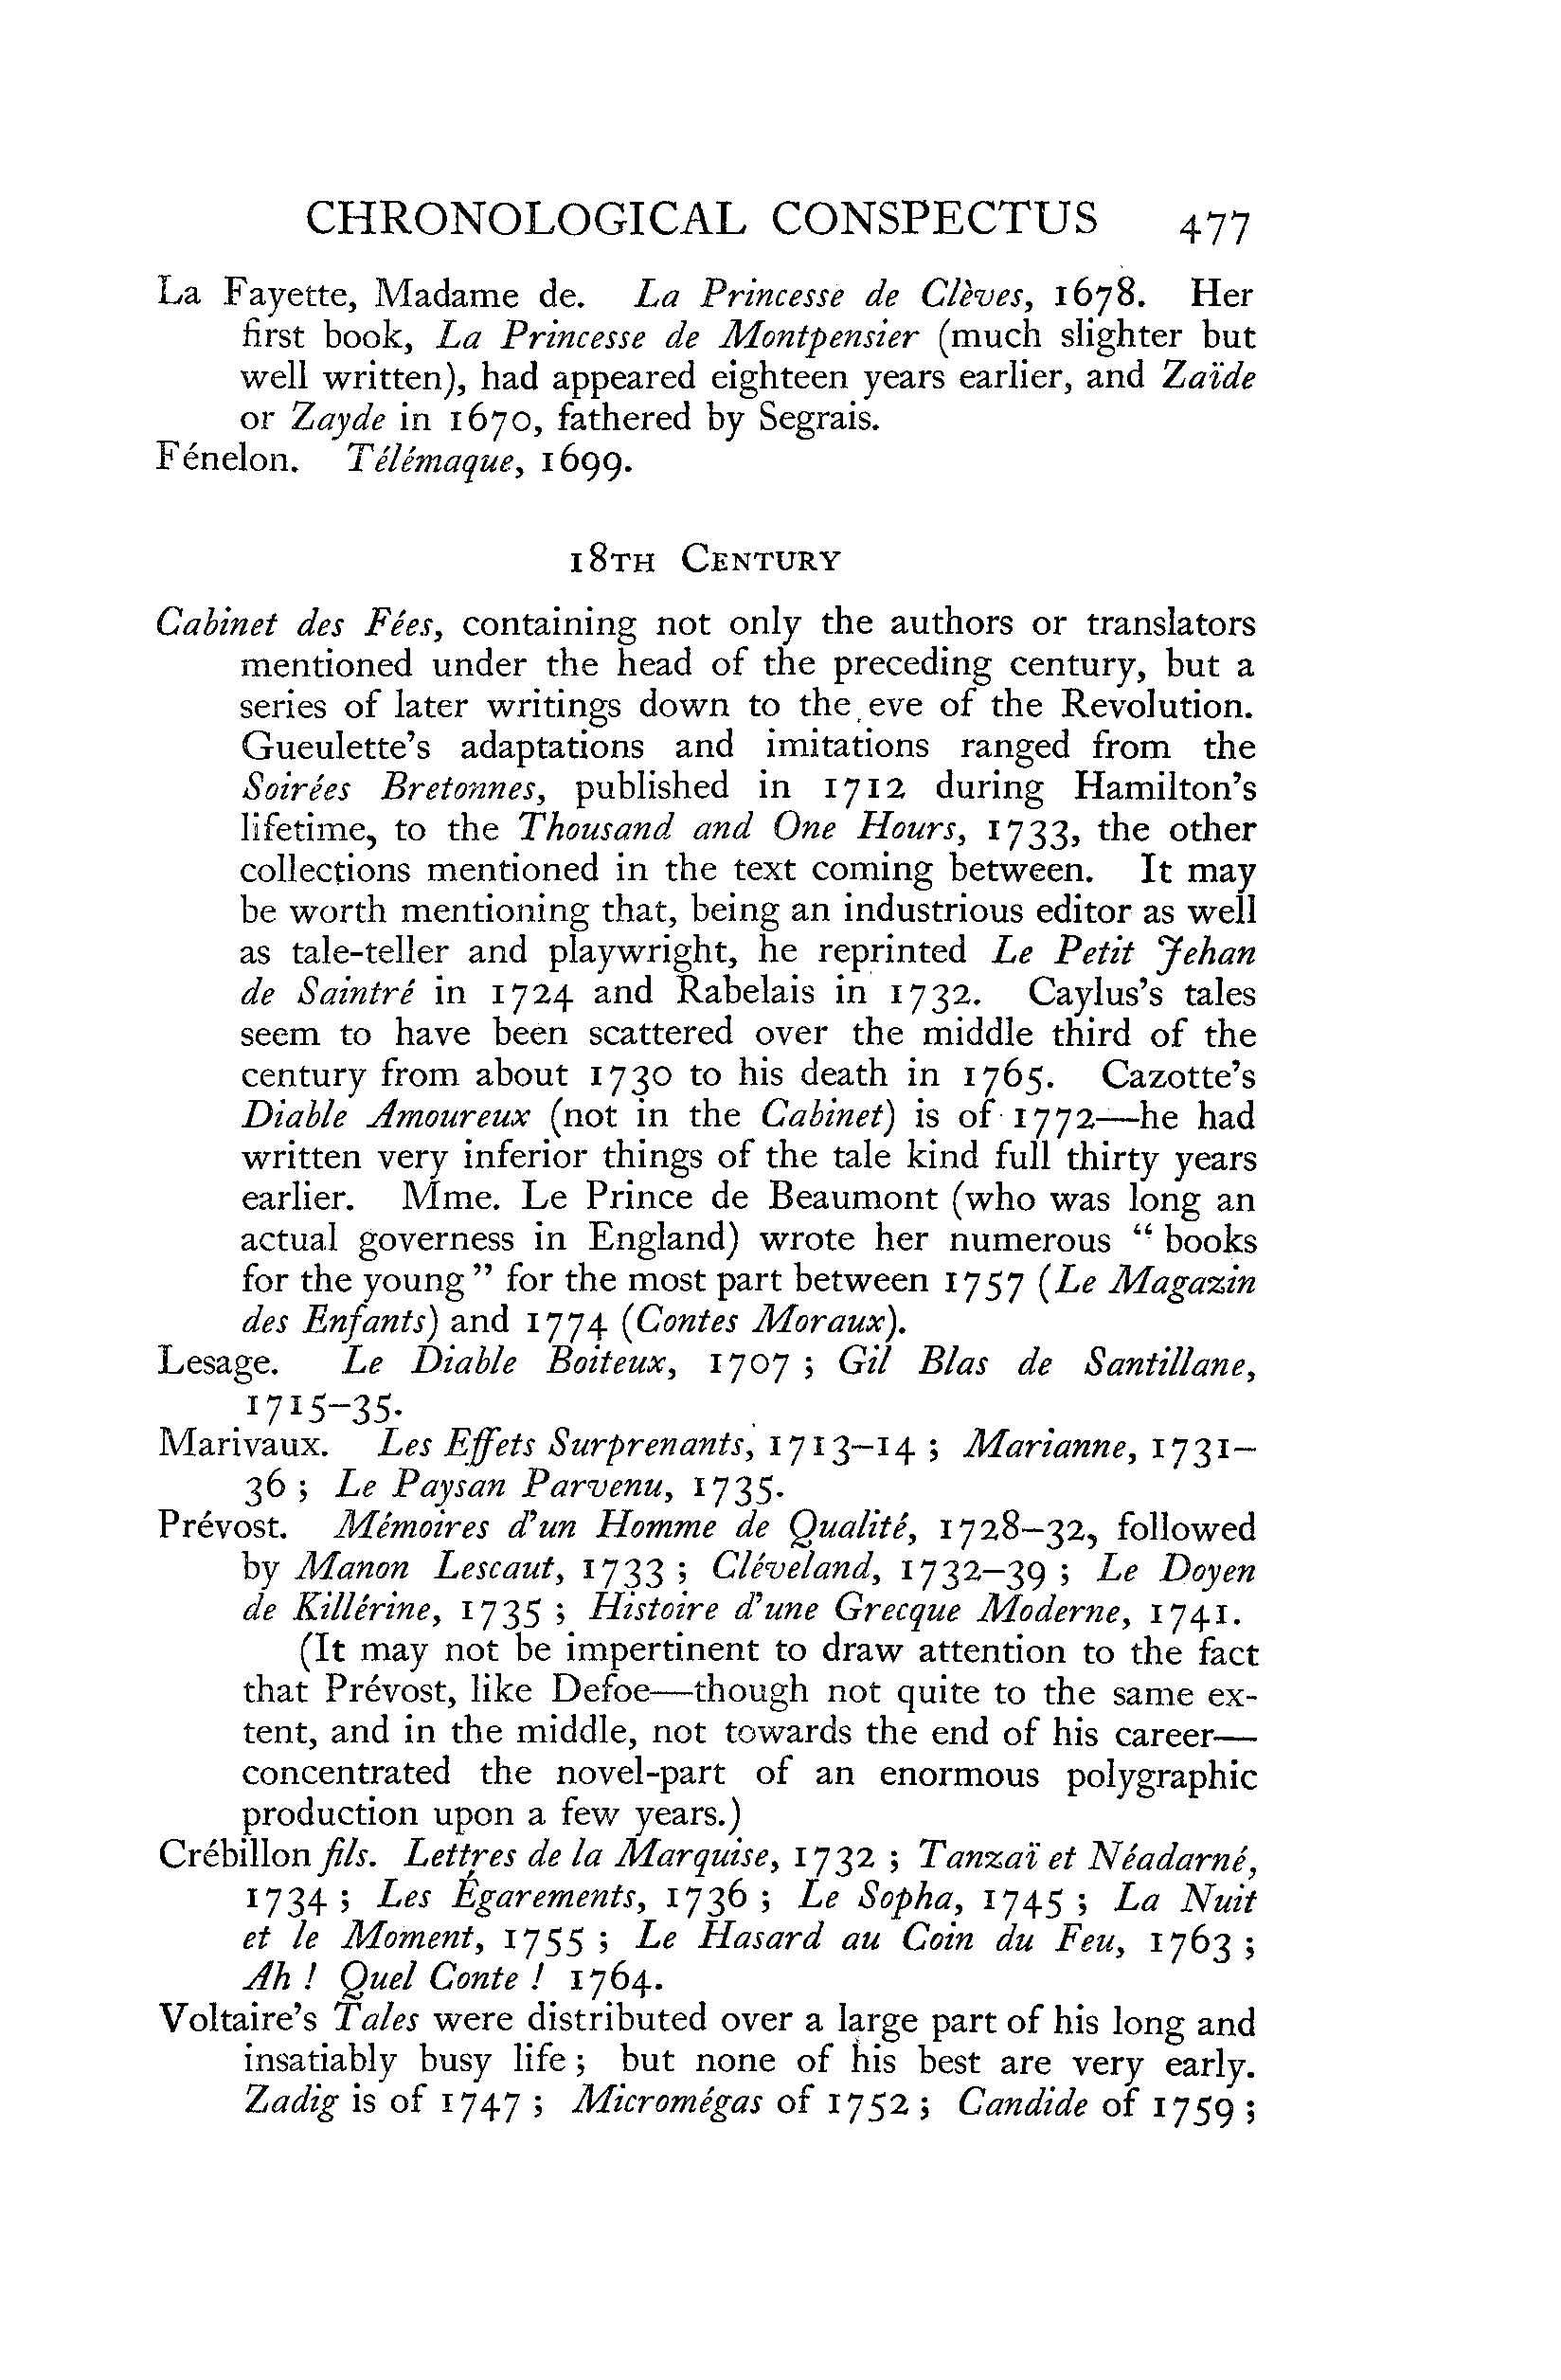 CHRONOLOGICAL CONSPECTUS 477
La Fayette, Madame de. La Princesse de Clèves, 1678. Her
first book, La Princesse de Montpensier (much slighter but
well written), had appeared eighteen years earlier, and Zaïde
or Zayde in 1670, fathered by Segrais.
Fénelon. Télémaque, 1699.
18TH CENTURY
Cabinet des Fées, containing not only the authors or translators
mentioned under the head of the preceding century, but a
series of later writings down to the eve of the Revolution.
Gueulette's adaptations and imitations ranged from the
Soirées Bretonnes, published in 1712 during Hamilton's
lifetime, to the Thousand and One Hours, 1733, the other
collections mentioned in the text coming between. It may
be worth mentioning that, being an industrious editor as well
as tale-teller and playwright, he reprinted Le Petit Jehan
de Saintré in 1724 and Rabelais in 1732. Caylus's tales
seem to have been scattered over the middle third of the
century from about 1730 to his death in 1765. Cazotte's
Diable Amoureux (not in the Cabinet) is of 1772—he had
written very inferior things of the tale kind full thirty years
earlier. Mme. Le Prince de Beaumont (who was long an
actual governess in England) wrote her numerous “ books
for the young ” for the most part between 1757 (Le Magazin
des Enfants) and 1774 (Contes Moraux).
Lesage. Le Diable Boiteux, 1707 ; Gil Blas de Santillane,
1715–35.
Marivaux. Les Effets Surprenants, 1713–14 ; Marianne, 1731–
36 ; Le Paysan Parvenu, 1735.
Prévost. Mémoires d'un Homme de Qualité, 1728–32, followed
by Manon Lescaut, 1733 ; Cléveland, 1732–39 ; Le Doyen
de Killérine, 1735 ; Histoire d'une Grecque Moderne, 1741.
(It may not be impertinent to draw attention to the fact
that Prévost, like Defoe—though not quite to the same ex-
tent, and in the middle, not towards the end of his career—
concentrated the novel-part of an enormous polygraphic
production upon a few years.)
Crébillon fils. Lettres de la Marquise, 1732 ; Tanzaï et Néadarné,
1734 ; Les Égarements, 1736 ; Le Sopha, 1745 ; La Nuit
et le Moment, 1755 ; Le Hasard au Coin du Feu, 1763 ;
Ah ! Quel Conte ! 1764.
Voltaire's Tales were distributed over a large part of his long and
insatiably busy life ; but none of his best are very early.
Zadig is of 1747 ; Micromégas of 1752 ; Candide of 1759 ;